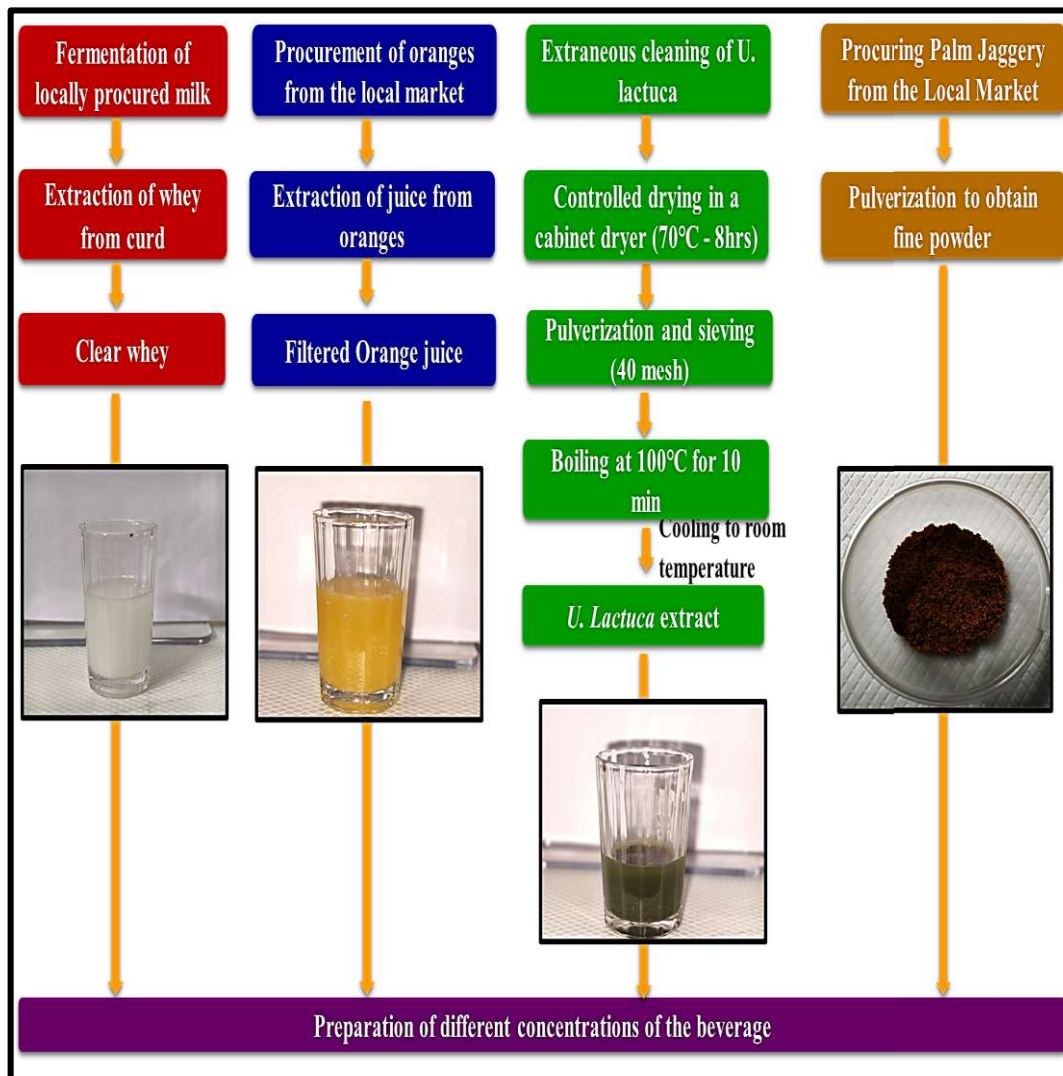 Fermentation of
locally procured milk
Extraction of whey
from curd
Clear whey
Procurement of oranges
from the local market
Extraction of juice from
oranges
Filtered Orange juice
Extraneous cleaning of U.
lactuca
Controlled drying in a
cabinet dryer (70°C - 8hrs)
Pulverization and sieving
(40 mesh)
Boiling at 100°C for 10
min
Cooling to room
temperature
U. Lactuca extract
Procuring Palm Jaggery
from the Local Market
Pulverization to obtain
fine powder
Preparation of different concentrations of the beverage